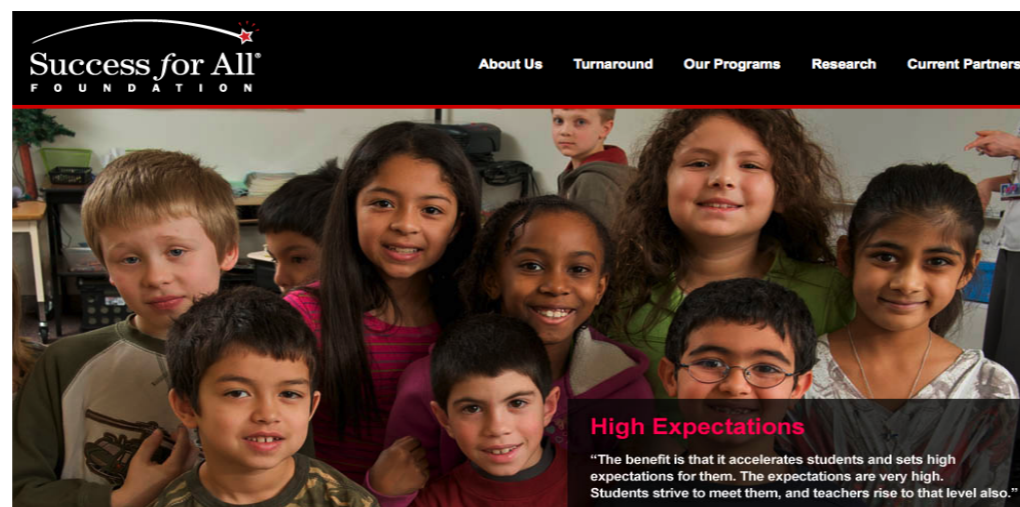 Success for All®
FOUNDATION
About Us Turnaround Our Programs Research Current Partners
High Expectations
“The benefit is that it accelerates students and sets high
expectations for them. The expectations are very high.
Students strive to meet them, and teachers rise to that level also.”